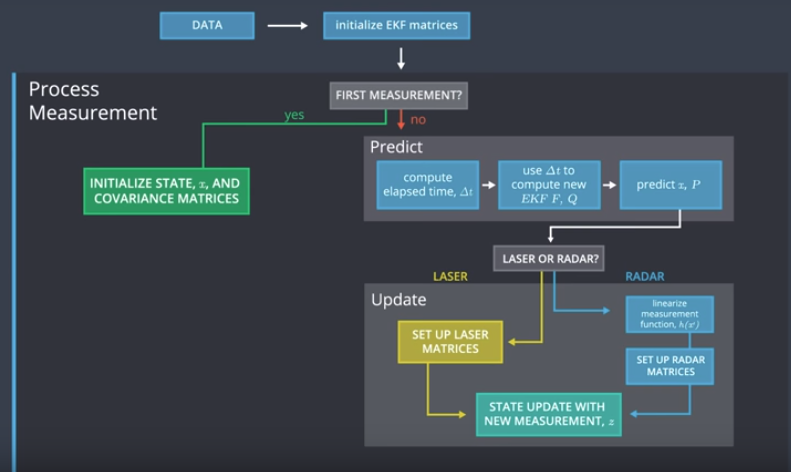 DATA
initialize EKF matrices
Process
Measurement
FIRST MEASUREMENT?
yes
no
Predict
compute
elapsed time, Δt
use Δt to
compute new
EKF F, Q
predict x, P
INITIALIZE STATE, x, AND
COVARIANCE MATRICES
LASER OR RADAR?
LASER
RADAR
Update
linearize
measurement
function, h(x')
SET UP LASER
MATRICES
SET UP RADAR
MATRICES
STATE UPDATE WITH
NEW MEASUREMENT, z